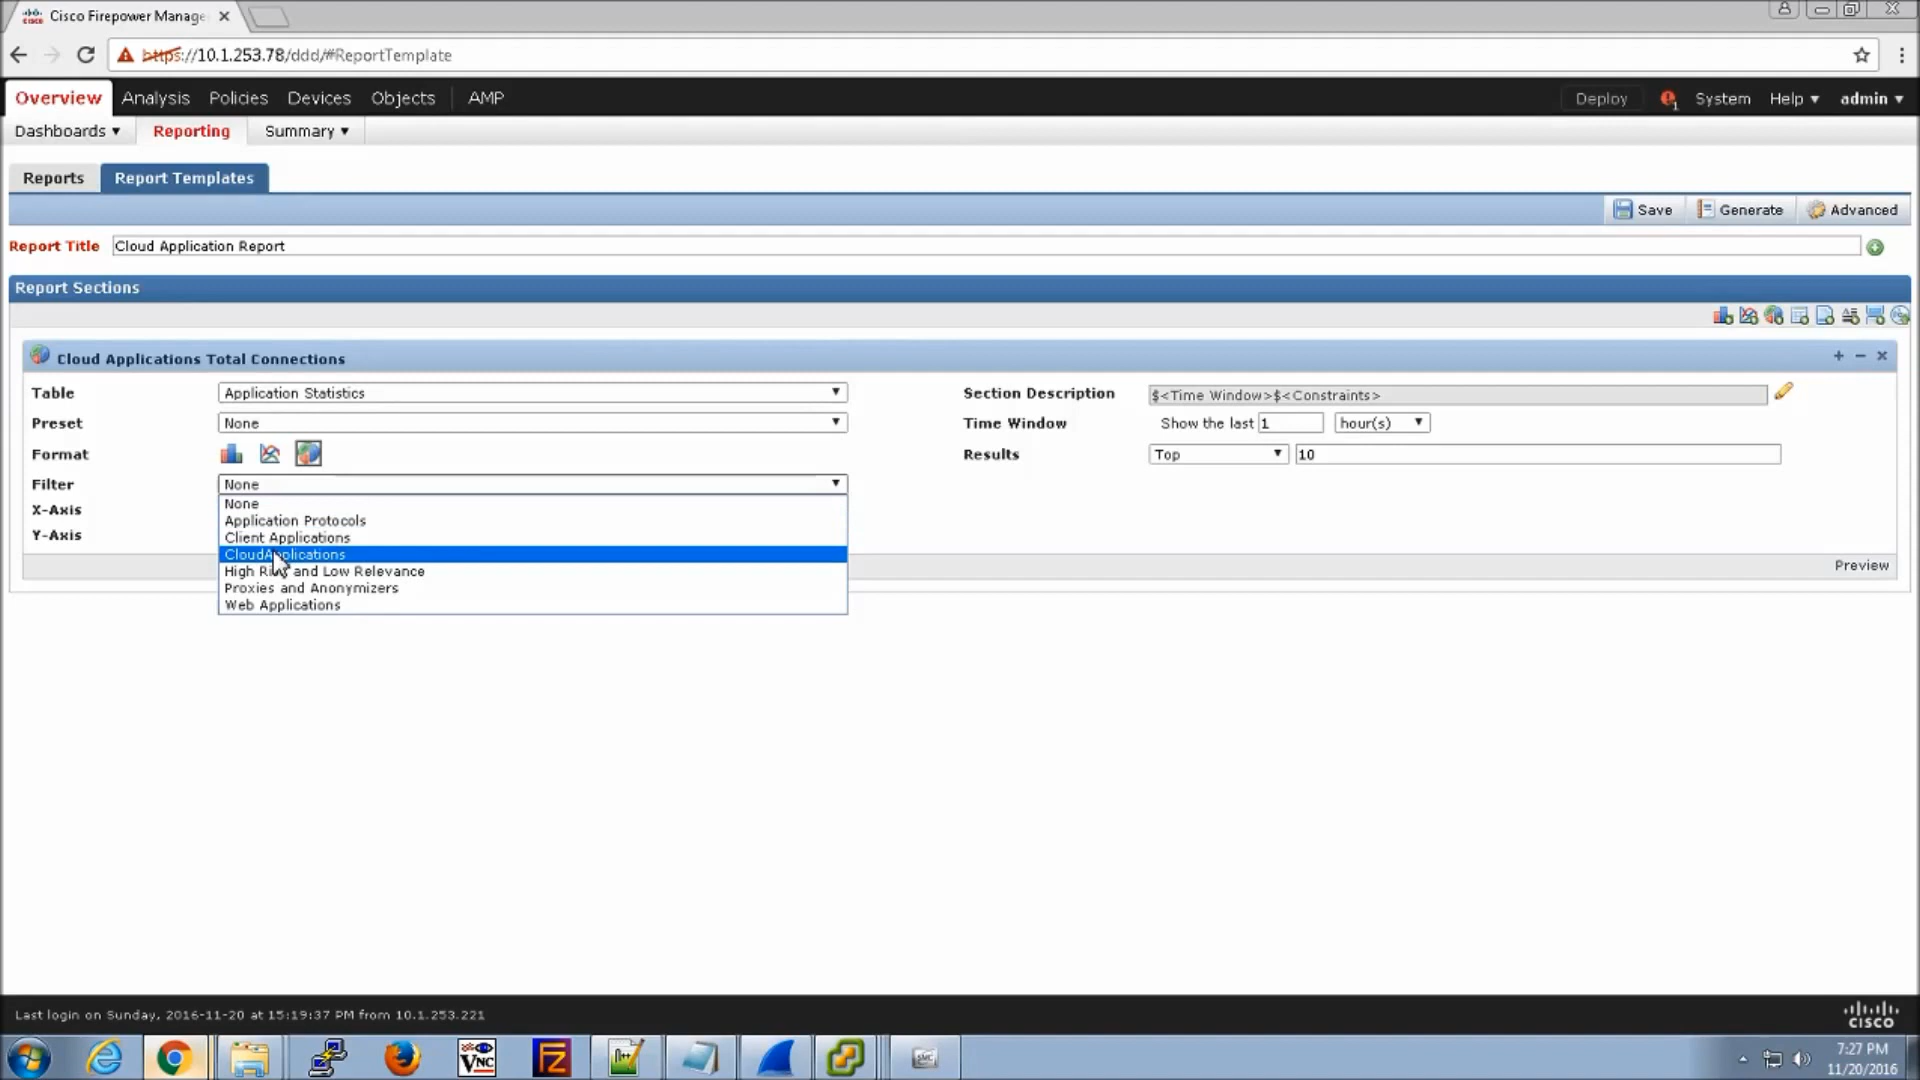 Cisco Firepower Manage
https://10.1.253.78/ddd/#ReportTemplate
Overview Analysis Policies Devices Objects AMP Deploy 1 System Help admin
Dashboards Reporting Summary
Reports Report Templates
Save Generate Advanced
Report Title Cloud Application Report
Report Sections
Cloud Applications Total Connections
Table Application Statistics Section Description $<Time Window>$<Constraints>
Preset None Time Window Show the last 1 hour(s)
Format Results Top 10
Filter None
None
X-Axis
Application Protocols
Y-Axis
Client Applications
CloudApplications
Preview
High Risk and Low Relevance
Proxies and Anonymizers
Web Applications
Last login on Sunday, 2016-11-20 at 15:19:37 PM from 10.1.253.221
CISCO
7:27 PM
11/20/2016